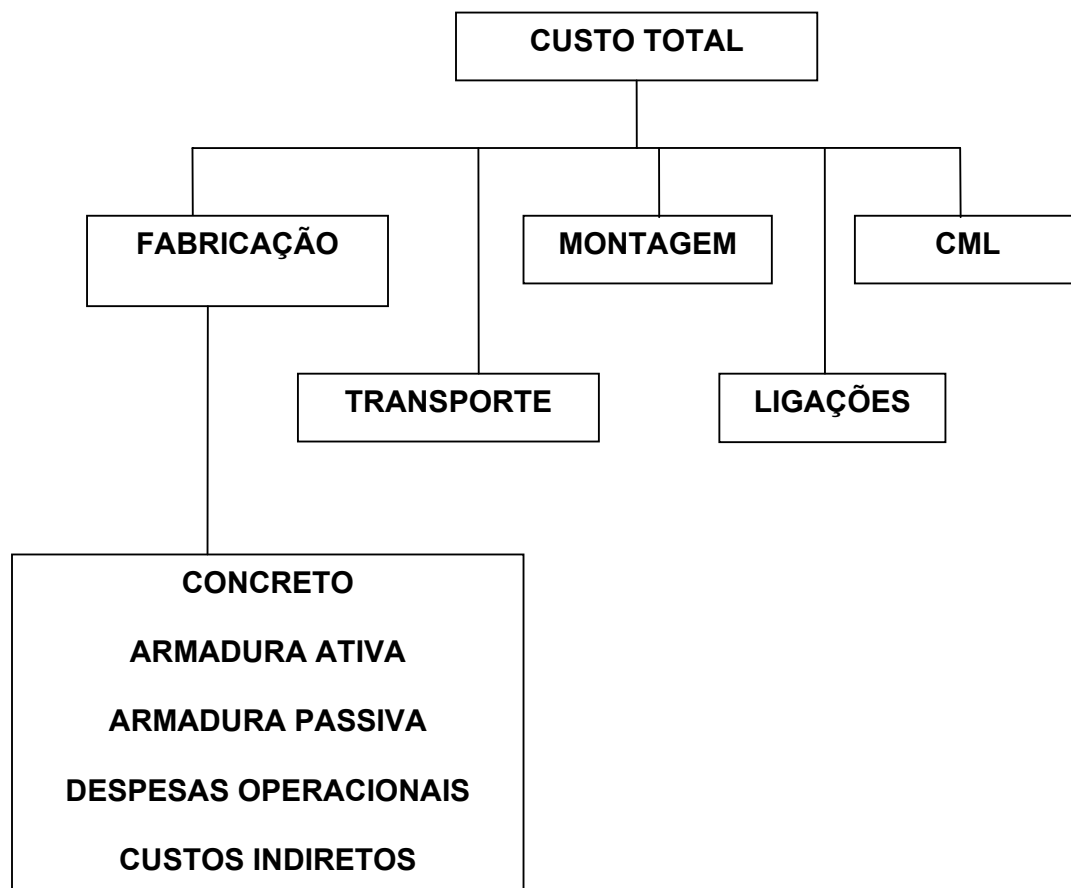 CUSTO TOTAL
FABRICAÇÃO
MONTAGEM
CML
TRANSPORTE
LIGAÇÕES
CONCRETO
ARMADURA ATIVA
ARMADURA PASSIVA
DESPESAS OPERACIONAIS
CUSTOS INDIRETOS